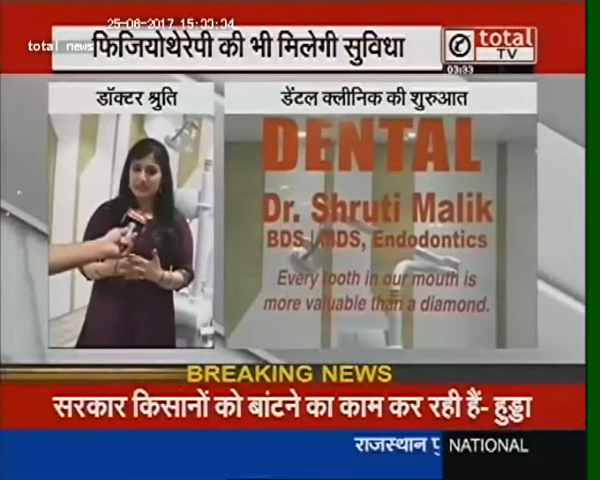 25-06-2017 15:33:34
total news
फिजियोथेरेपी की भी मिलेगी सुविधा
total
TV
03:33
डॉक्टर श्रुति
डेंटल क्लीनिक की शुरुआत
DENTAL
Dr. Shruti Malik
BDS | MDS, Endodontics
Every tooth in our mouth is
more valuable than a diamond.
BREAKING NEWS
सरकार किसानों को बांटने का काम कर रही हैं- हुड्डा
राजस्थान
NATIONAL